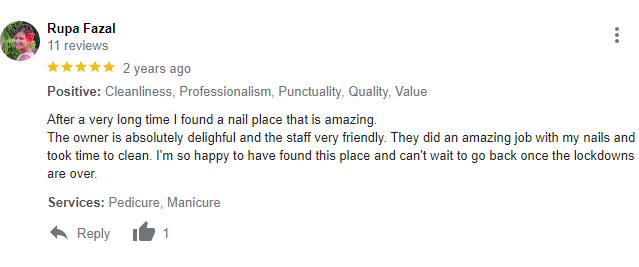 Rupa Fazal
11 reviews
2 years ago
Positive: Cleanliness, Professionalism, Punctuality, Quality, Value
After a very long time I found a nail place that is amazing.
The owner is absolutely delighful and the staff very friendly. They did an amazing job with my nails and
took time to clean. I'm so happy to have found this place and can't wait to go back once the lockdowns
are over.
Services: Pedicure, Manicure
Reply 1